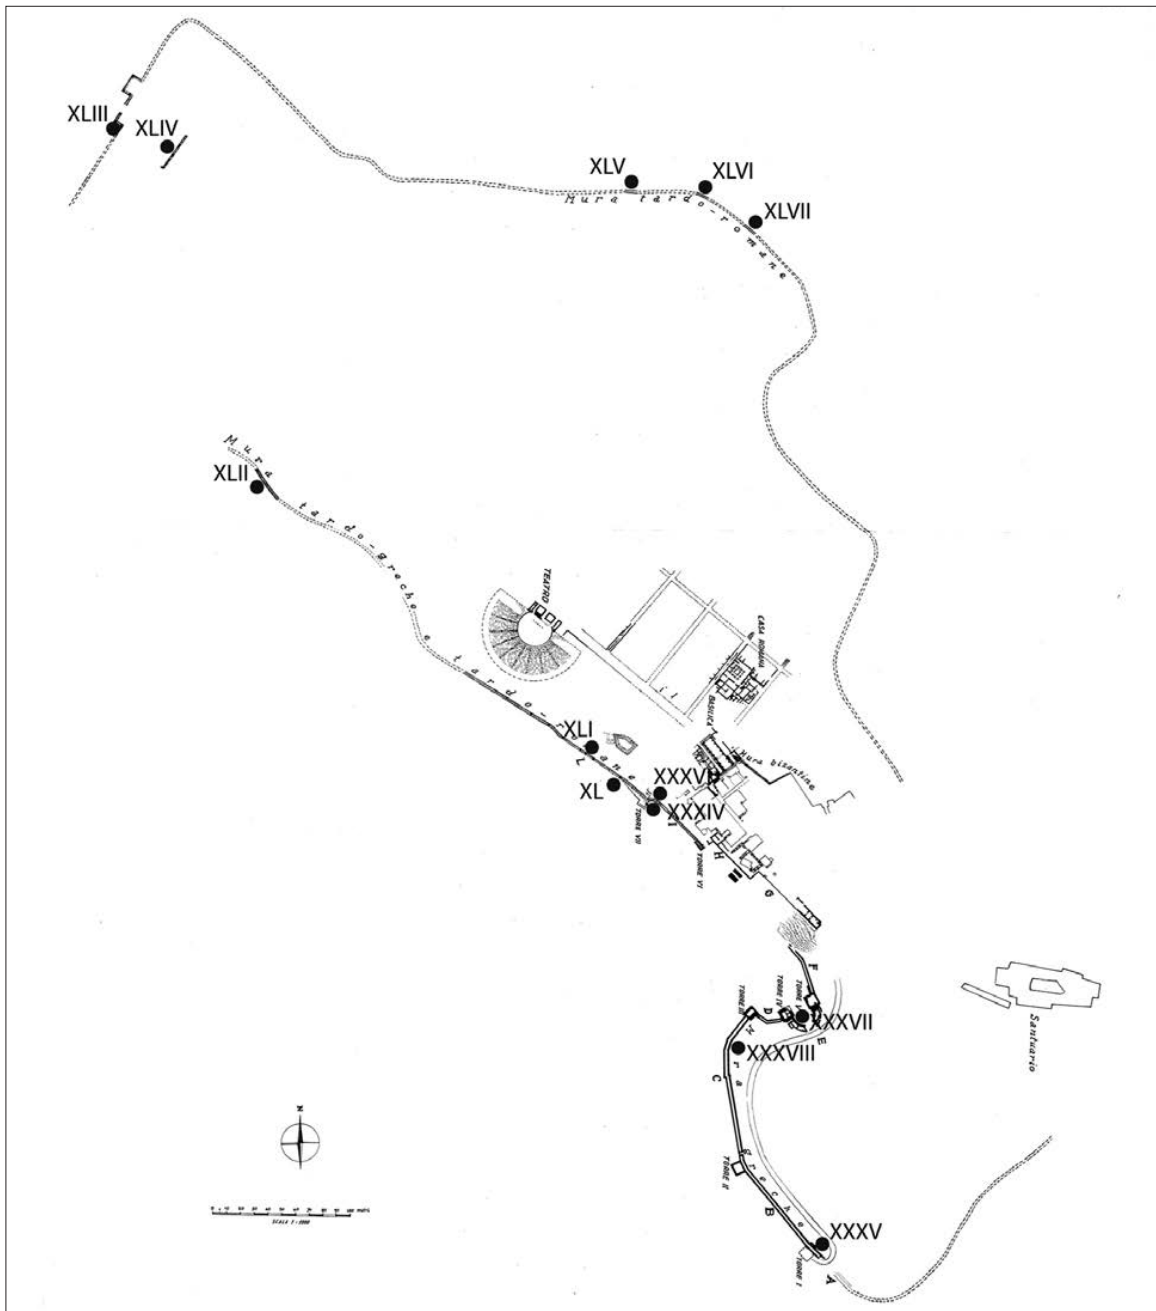 XLIII
XLIV
XLV
XLVI
XLVII
Mura tardo-romane
Mura tardo-greche e tardo-romane
XLII
TEATRO
CASA ROMANA
BASILICA
Mura bizantine
XLI
L
XL
XXXVI
XXXIV
I
TORRE VII
TORRE VI
H
G
F
TORRE III
TORRE IV
TORRE V
D
XXXVII
E
XXXVIII
Santuario
C
Mura greche
N
TORRE II
B
SCALA 1:2000
XXXV
TORRE I
A